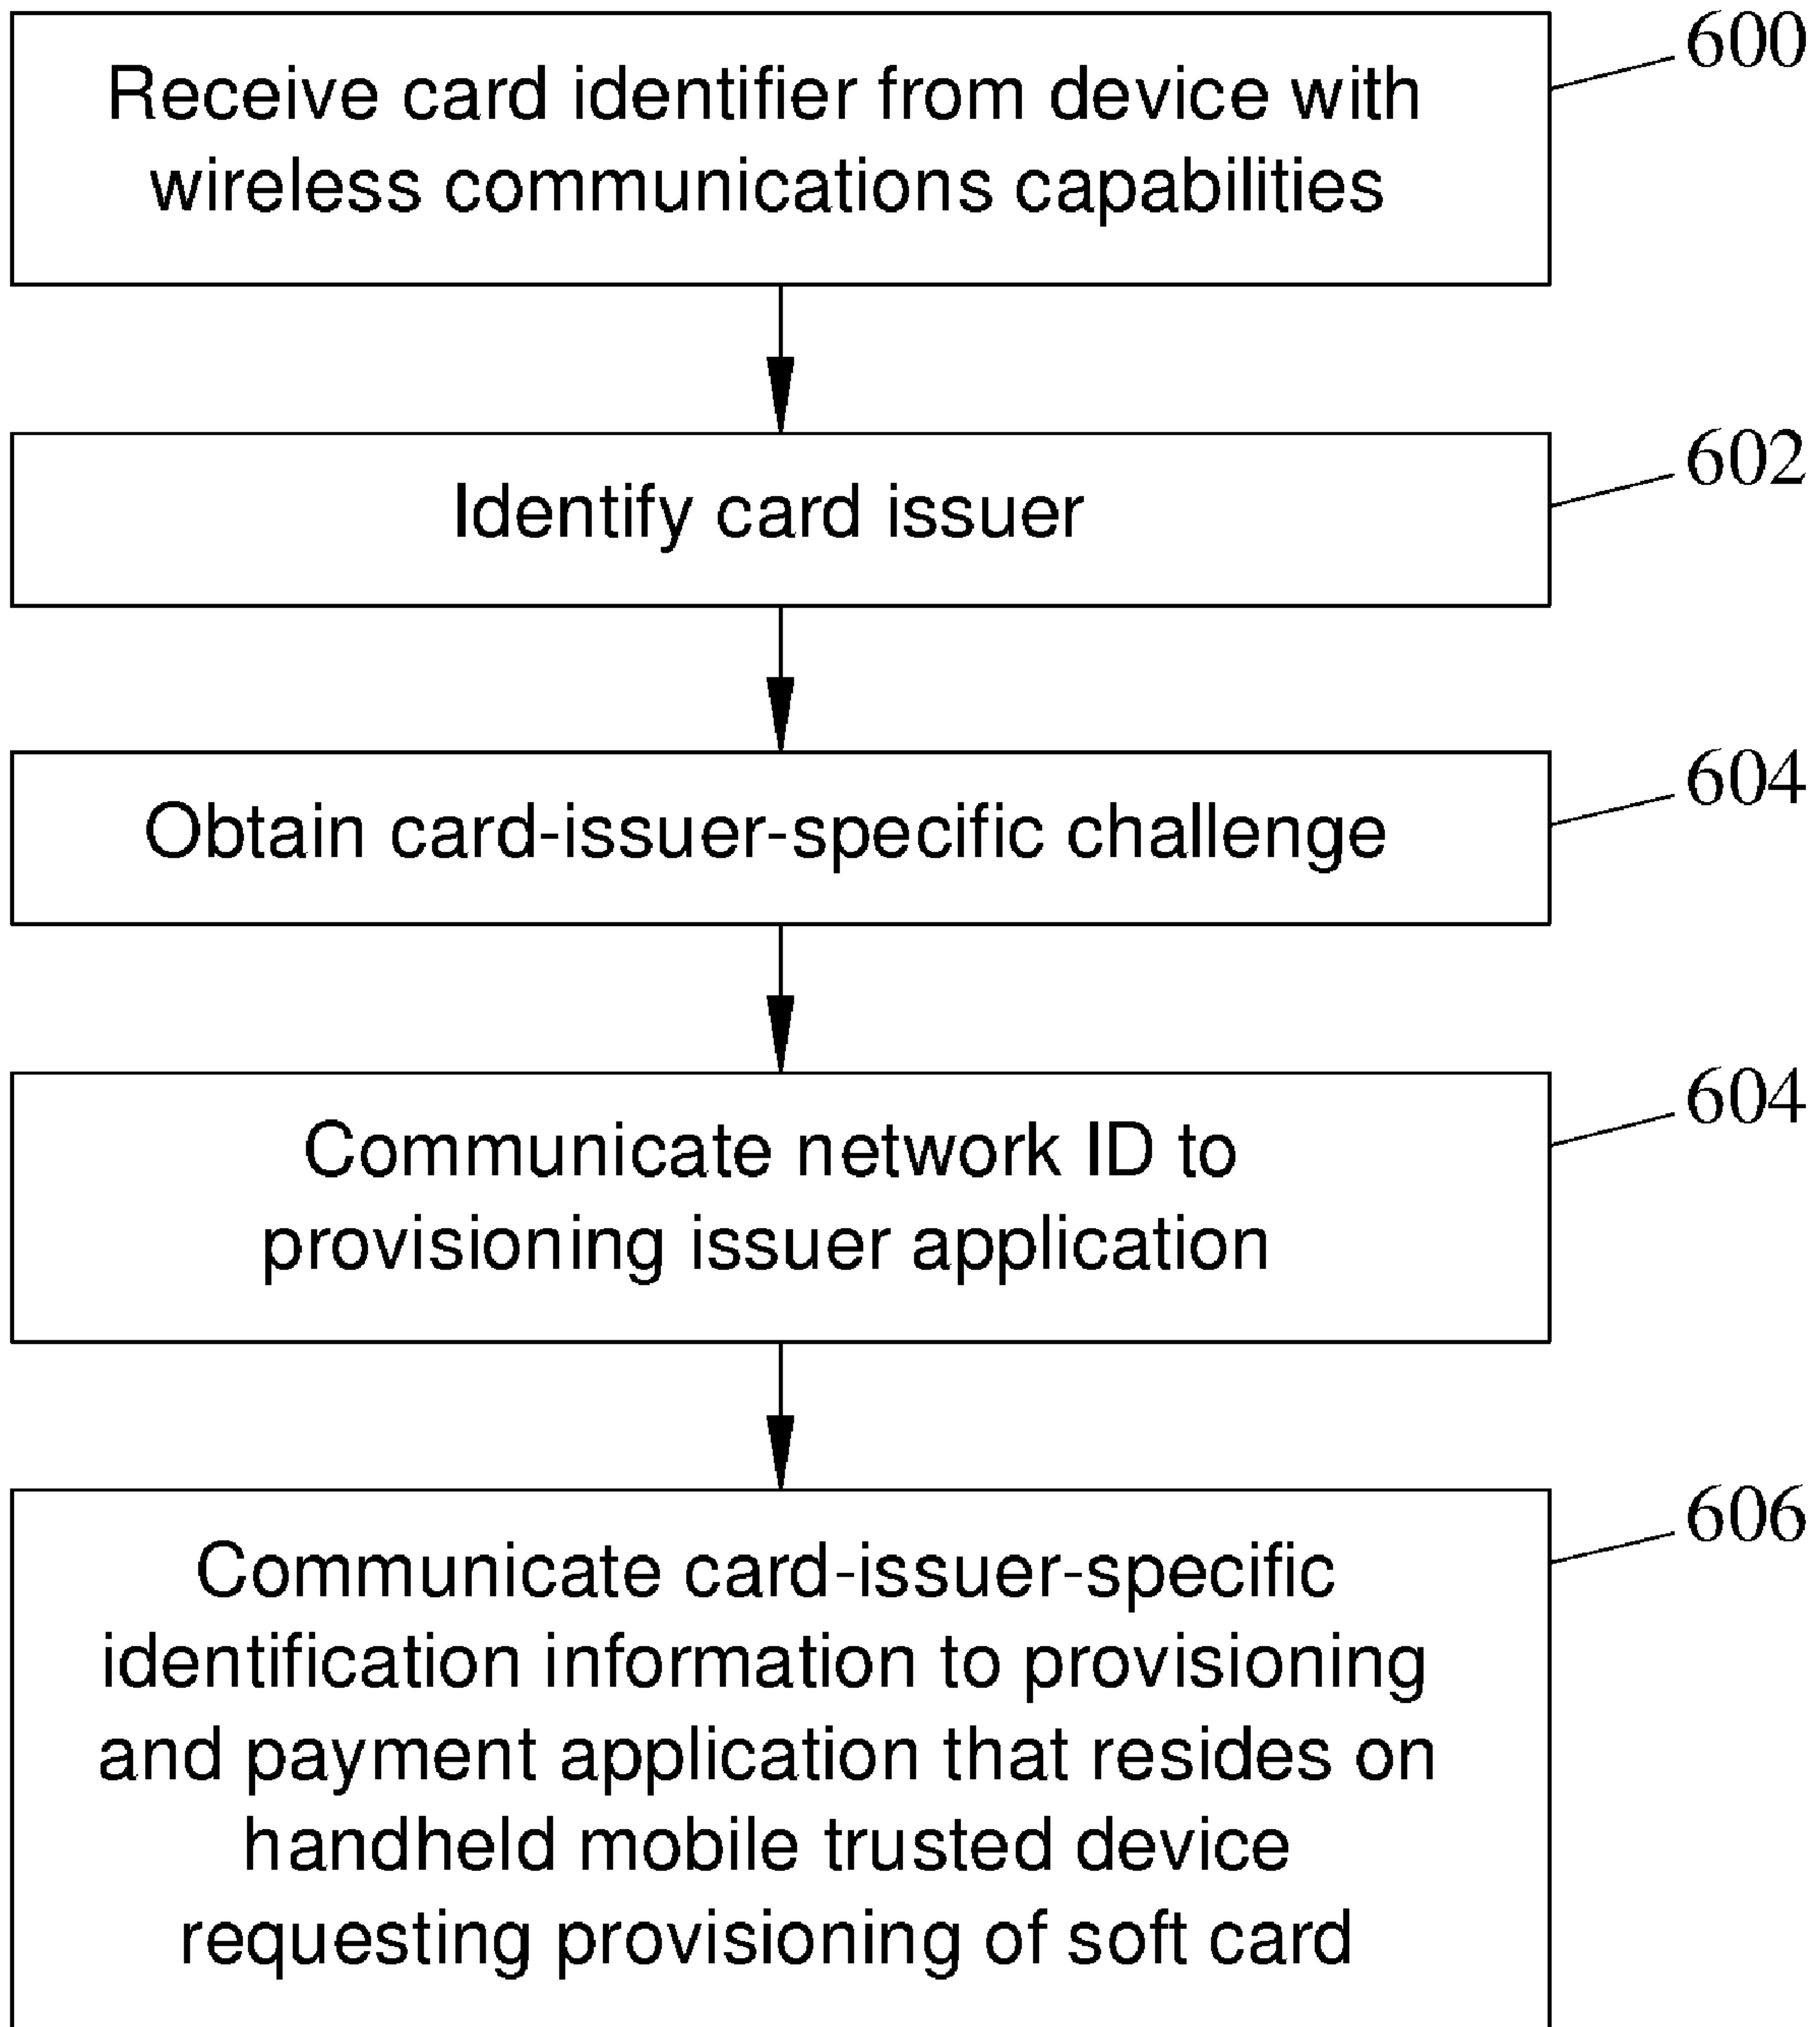 Receive card identifier from device with
wireless communications capabilities
600
Identify card issuer
602
Obtain card-issuer-specific challenge
604
Communicate network ID to
provisioning issuer application
604
Communicate card-issuer-specific
identification information to provisioning
and payment application that resides on
handheld mobile trusted device
requesting provisioning of soft card
606